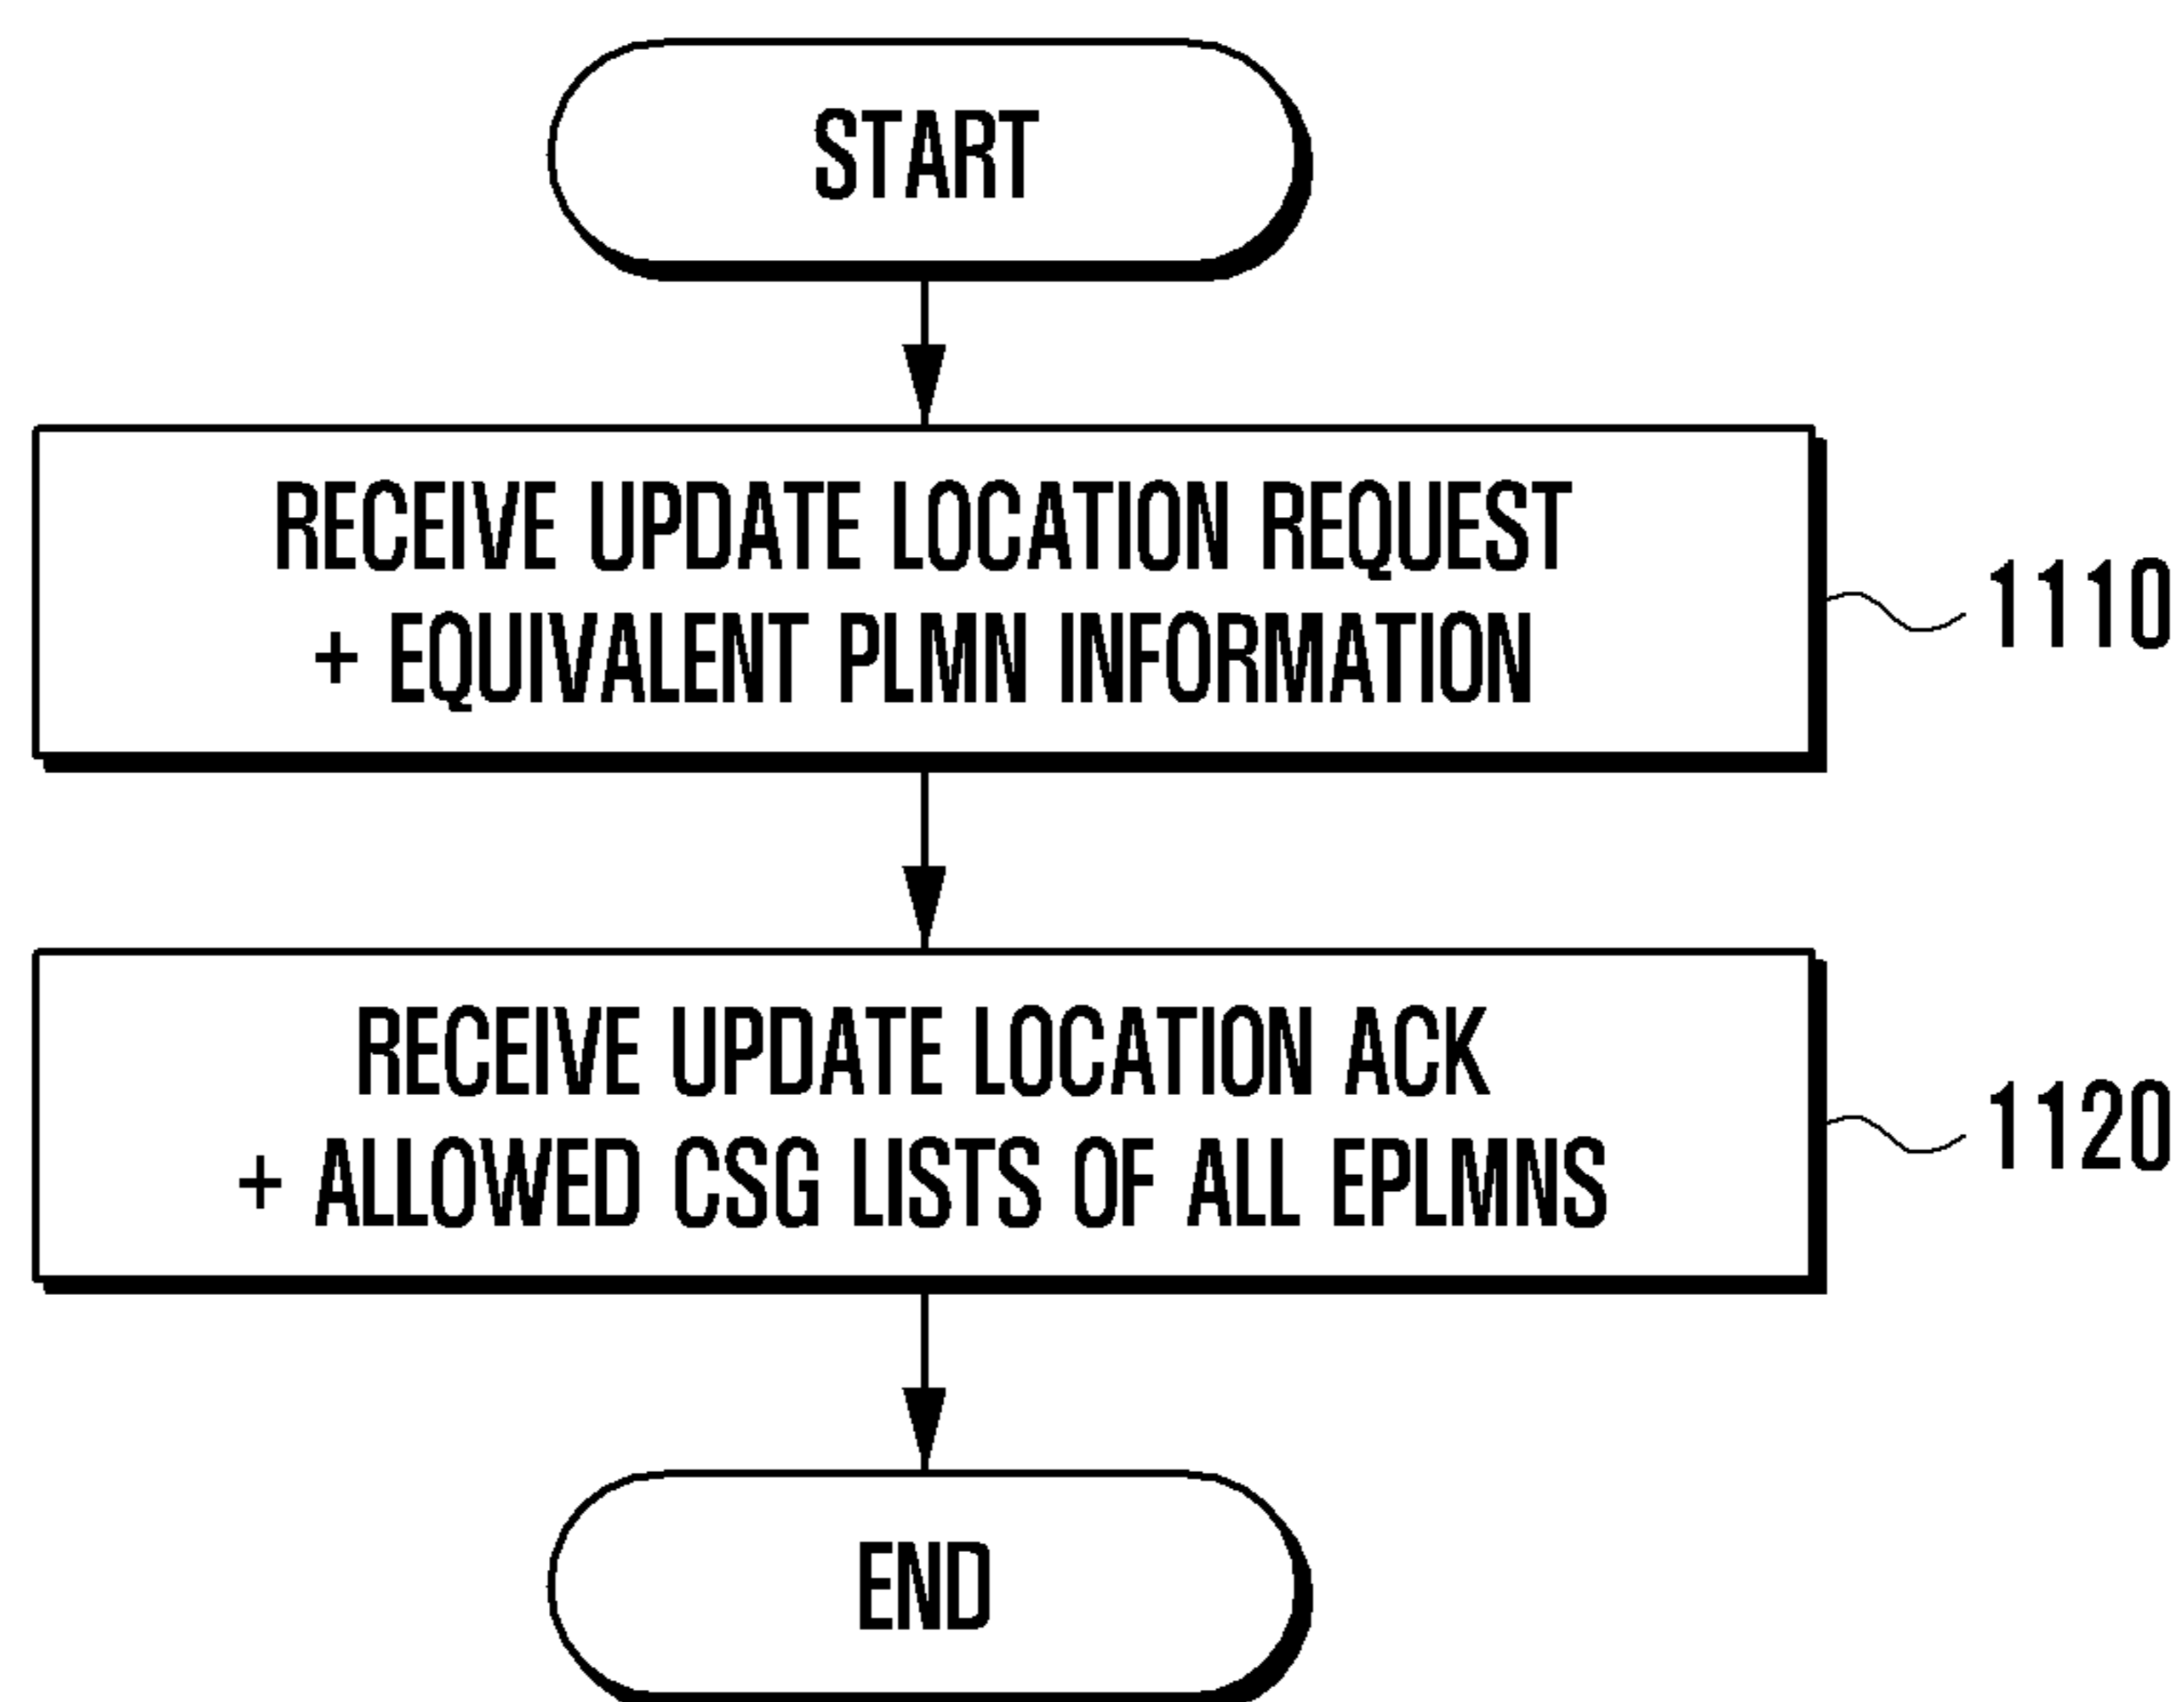 START
RECEIVE UPDATE LOCATION REQUEST
+ EQUIVALENT PLMN INFORMATION
1110
RECEIVE UPDATE LOCATION ACK
+ ALLOWED CSG LISTS OF ALL EPLMNS
1120
END